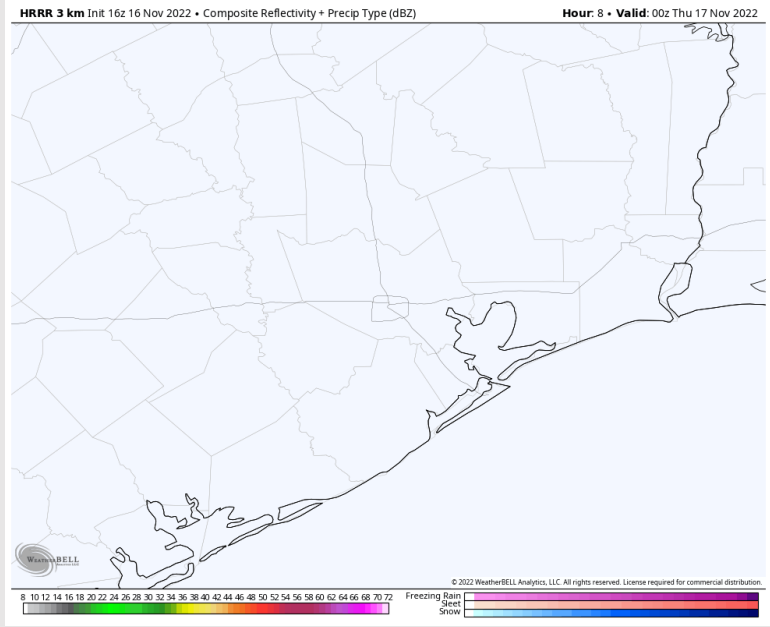 HRRR 3 km Init 16z 16 Nov 2022 • Composite Reflectivity + Precip Type (dBZ)
Hour: 8 • Valid: 00z Thu 17 Nov 2022
WEATHERBELL
© 2022 WeatherBELL Analytics, LLC. All rights reserved. License required for commercial distribution.
8 10 12 14 16 18 20 22 24 26 28 30 32 34 36 38 40 42 44 46 48 50 52 54 56 58 60 62 64 66 68 70 72
Freezing Rain
Sleet
Snow